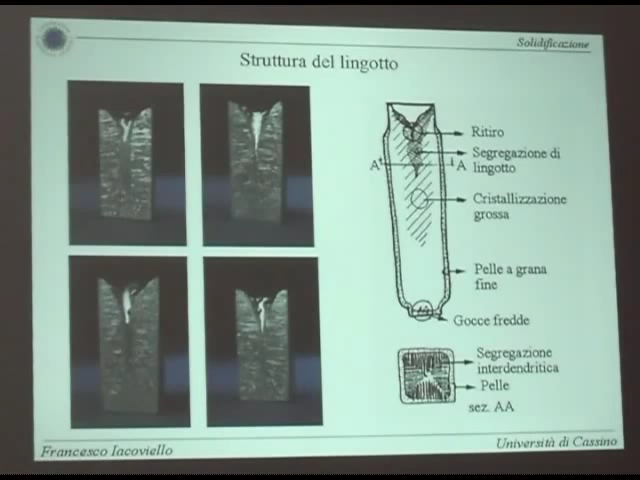 Solidificazione
Struttura del lingotto
Ritiro
Segregazione di
lingotto
A
A
Cristallizzazione
grossa
Pelle a grana
fine
Gocce fredde
Segregazione
interdendritica
Pelle
sez. AA
Francesco Iacoviello
Università di Cassino